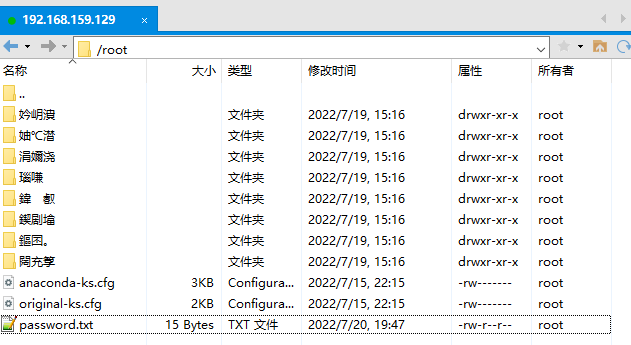 192.168.159.129 ×
/root
名称 大小 类型 修改时间 属性 所有者
..
妗岄潰 文件夹 2022/7/19, 15:16 drwxr-xr-x root
妯℃澘 文件夹 2022/7/19, 15:16 drwxr-xr-x root
涓嬭浇 文件夹 2022/7/19, 15:16 drwxr-xr-x root
瑙嗛 文件夹 2022/7/19, 15:16 drwxr-xr-x root
文件夹 2022/7/19, 15:16 drwxr-xr-x root
鍥剧墖 文件夹 2022/7/19, 15:16 drwxr-xr-x root
鏂囨。 文件夹 2022/7/19, 15:16 drwxr-xr-x root
闊充箰 文件夹 2022/7/19, 15:16 drwxr-xr-x root
anaconda-ks.cfg 3KB Configura... 2022/7/15, 22:15 -rw------- root
original-ks.cfg 2KB Configura... 2022/7/15, 22:15 -rw------- root
password.txt 15 Bytes TXT 文件 2022/7/20, 19:47 -rw-r--r-- root